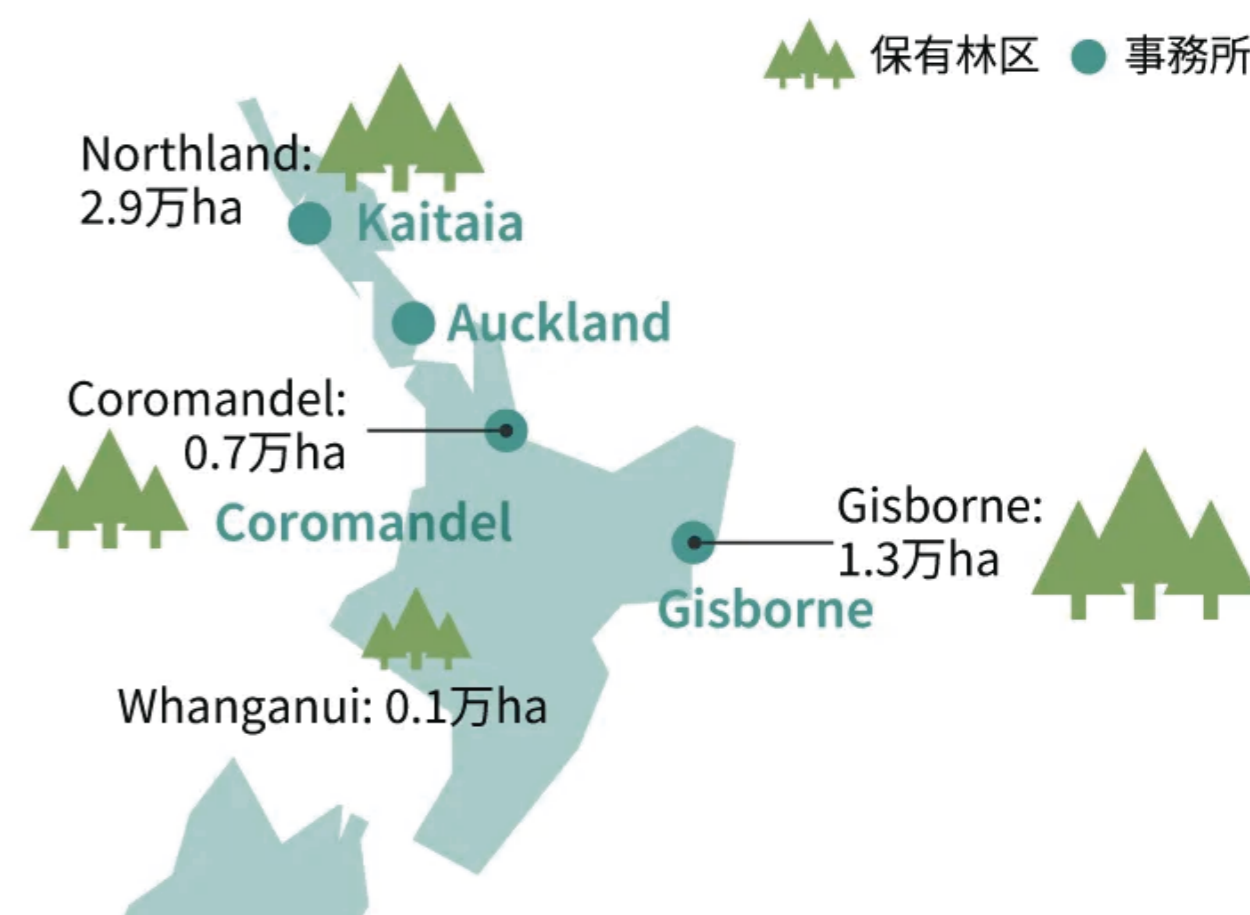 保有林区 事務所
Northland:
2.9万ha
Kaitaia
Auckland
Coromandel:
0.7万ha
Coromandel
Gisborne:
1.3万ha
Gisborne
Whanganui: 0.1万ha